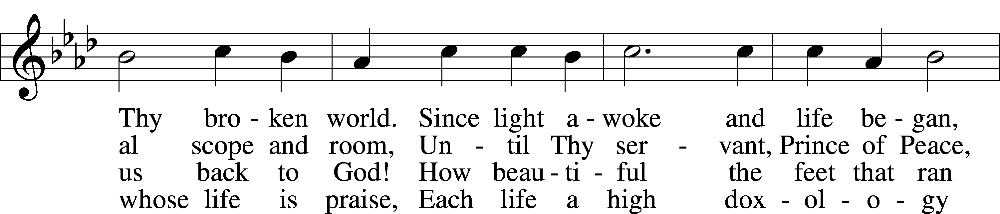 Thy bro - ken world. Since light a - woke and life be - gan,
al scope and room, Un - til Thy ser - vant, Prince of Peace,
us back to God! How beau - ti - ful the feet that ran
whose life is praise, Each life a high dox - ol - o - gy